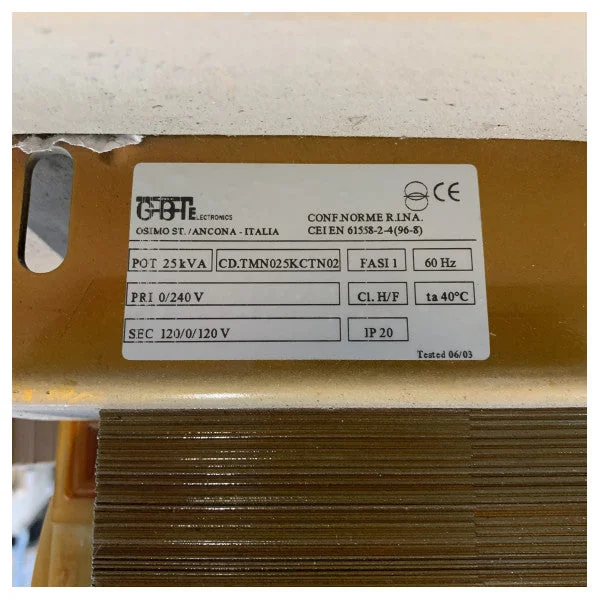 ELECTRONICS
OSIMO ST. /ANCONA - ITALIA
CE
CONF.NORME R.I.NA.
CEI EN 61558-2-4(96-8)
POT 25 kVA CD.TMN025KCTN02 FASI 1 60 Hz
PRI 0/240 V Cl. H/F ta 40°C
SEC 120/0/120 V IP 20
Tested 06/03